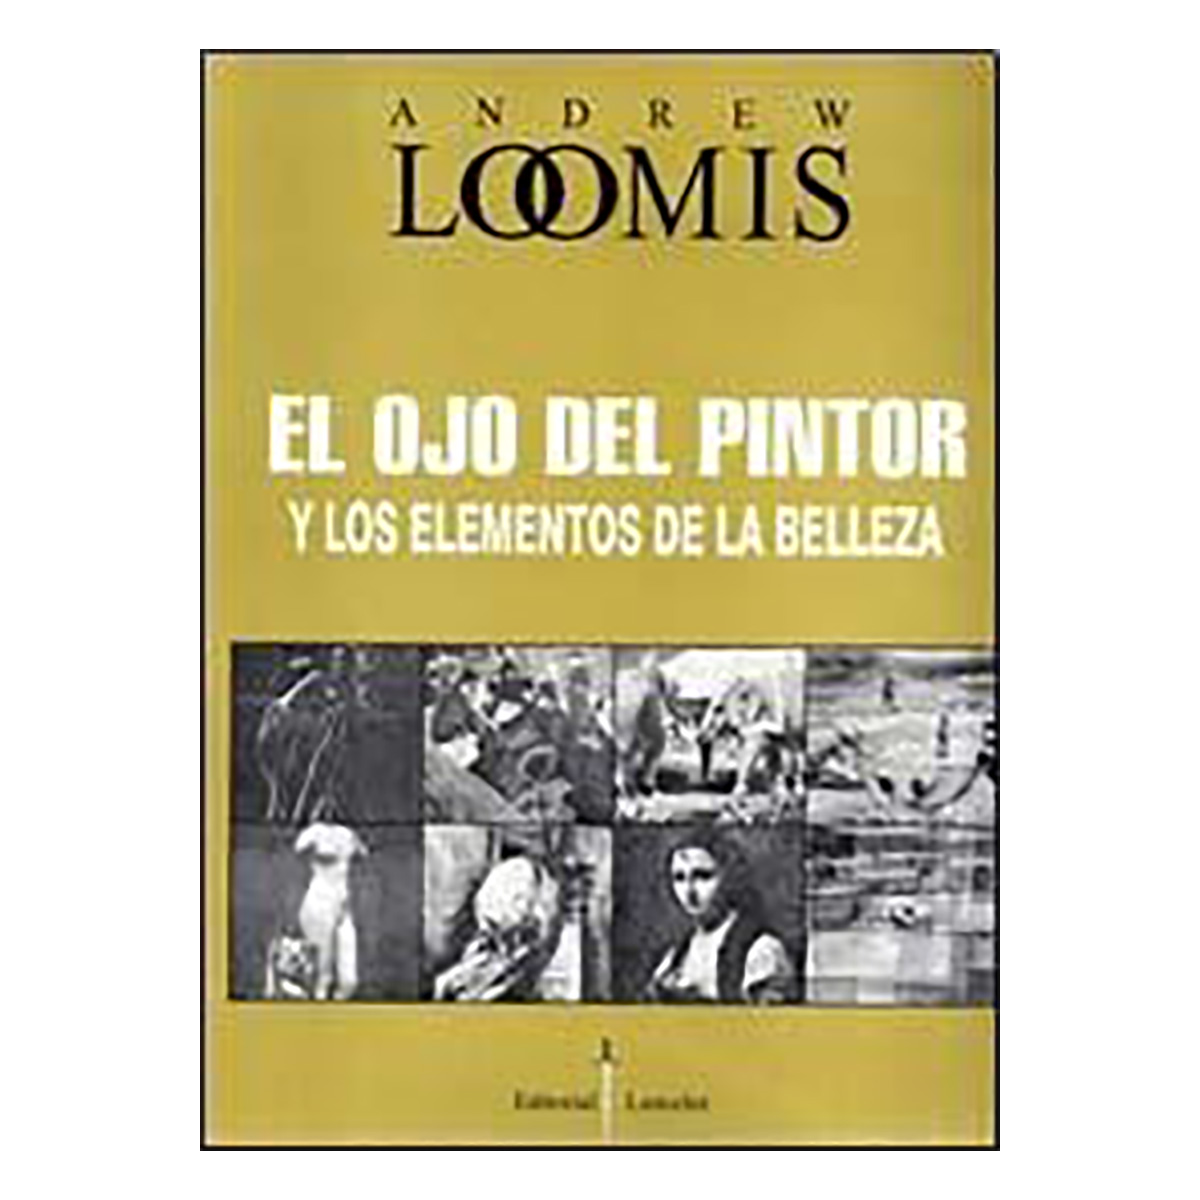 ANDREW
LOOMIS
EL OJO DEL PINTOR
Y LOS ELEMENTOS DE LA BELLEZA
L
Editorial Lancelot